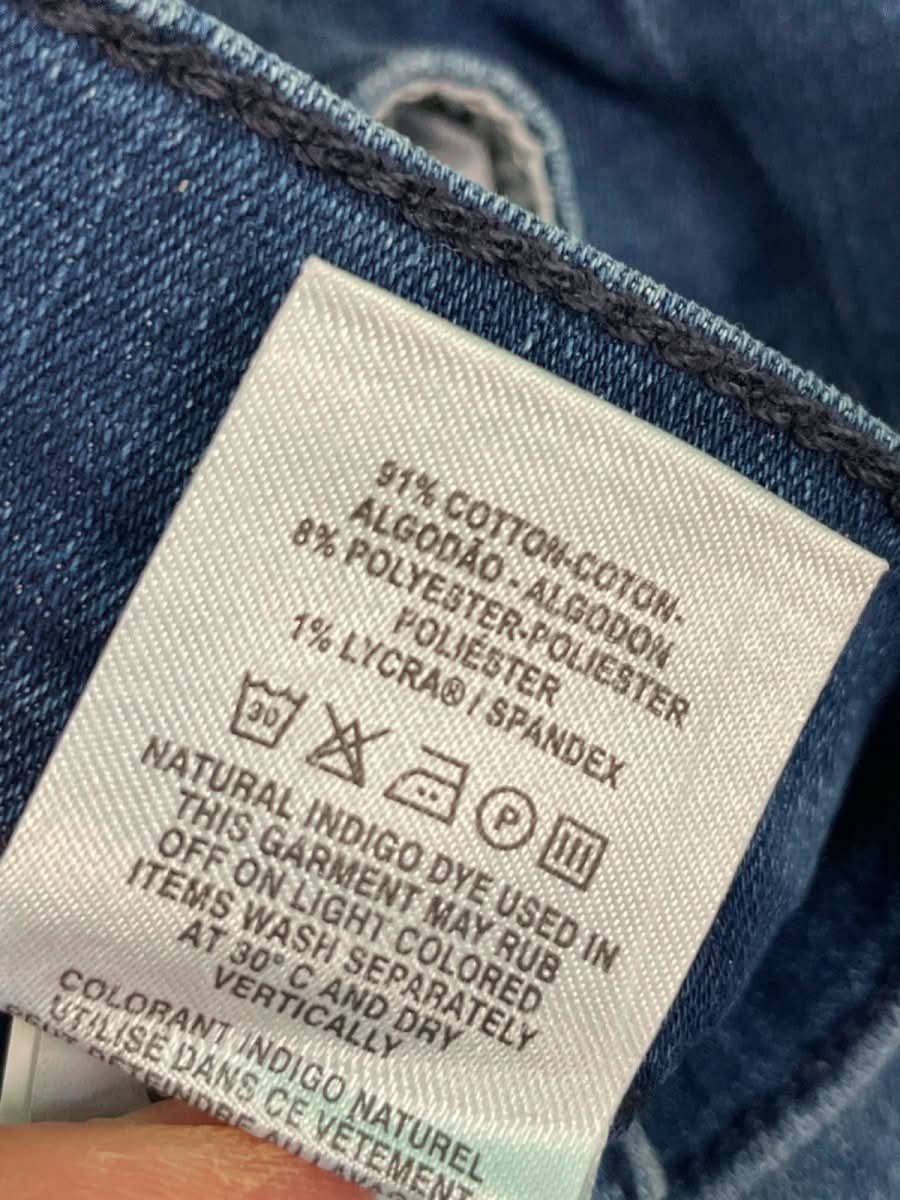 91% COTTON-COTON-
ALGODÃO - ALGODON
8% POLYESTER-POLIESTER
POLIÉSTER
1% LYCRA® / SPANDEX
30
P
NATURAL INDIGO DYE USED IN
THIS GARMENT MAY RUB
OFF ON LIGHT COLORED
ITEMS WASH SEPARATELY
AT 30° C AND DRY
VERTICALLY
COLORANT INDIGO NATUREL
UTILISE DANS CE VETEMENT